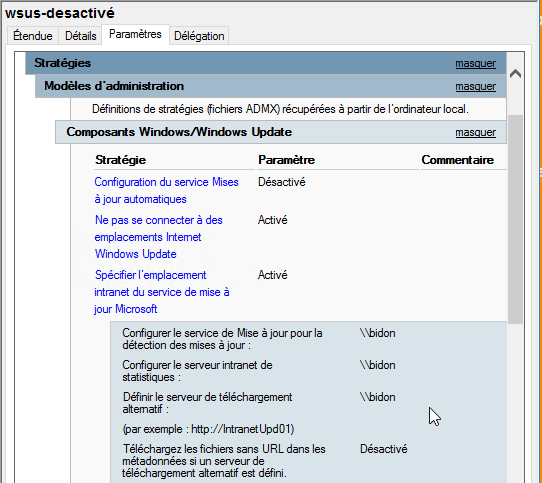 wsus-desactivé
Étendue Détails Paramètres Délégation
Stratégies masquer
Modèles d'administration masquer
Définitions de stratégies (fichiers ADMX) récupérées à partir de l'ordinateur local.
Composants Windows/Windows Update masquer
Stratégie Paramètre Commentaire
Configuration du service Mises Désactivé
à jour automatiques
Ne pas se connecter à des Activé
emplacements Internet
Windows Update
Spécifier l'emplacement Activé
intranet du service de mise à
jour Microsoft
Configurer le service de Mise à jour pour la \\bidon
détection des mises à jour :
Configurer le serveur intranet de \\bidon
statistiques :
Définir le serveur de téléchargement \\bidon
alternatif :
(par exemple : http://IntranetUpd01)
Téléchargez les fichiers sans URL dans les Désactivé
métadonnées si un serveur de
téléchargement alternatif est défini.